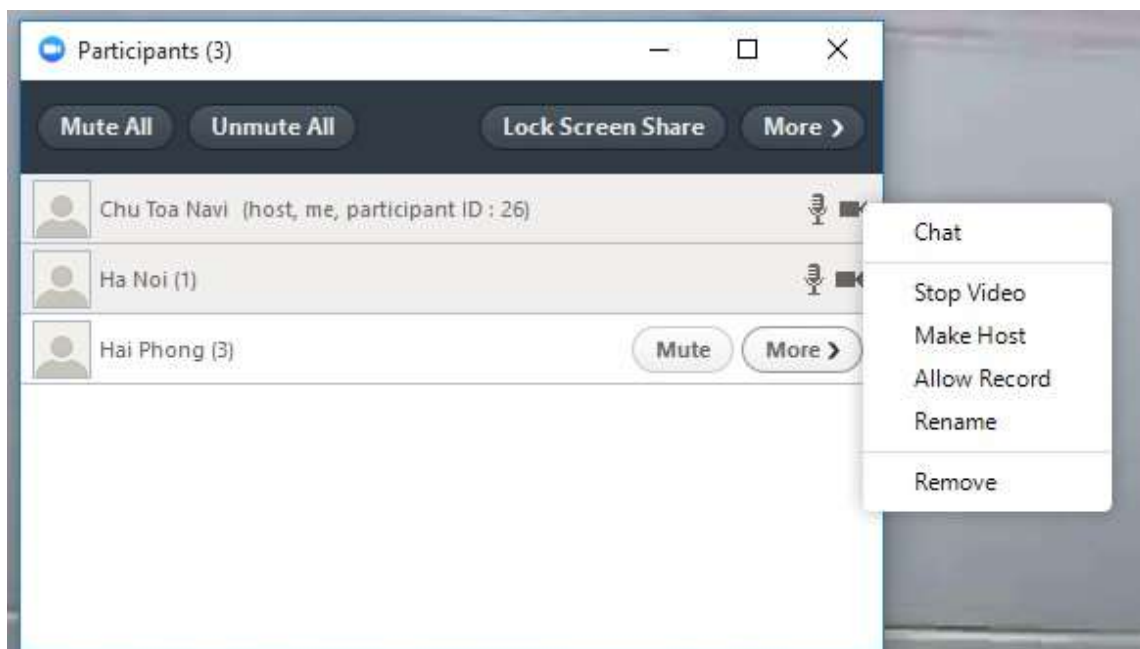 Participants (3)
Mute All Unmute All Lock Screen Share More ❯
Chu Toa Navi (host, me, participant ID : 26)
Ha Noi (1)
Hai Phong (3) Mute More ❯
Chat
Stop Video
Make Host
Allow Record
Rename
Remove